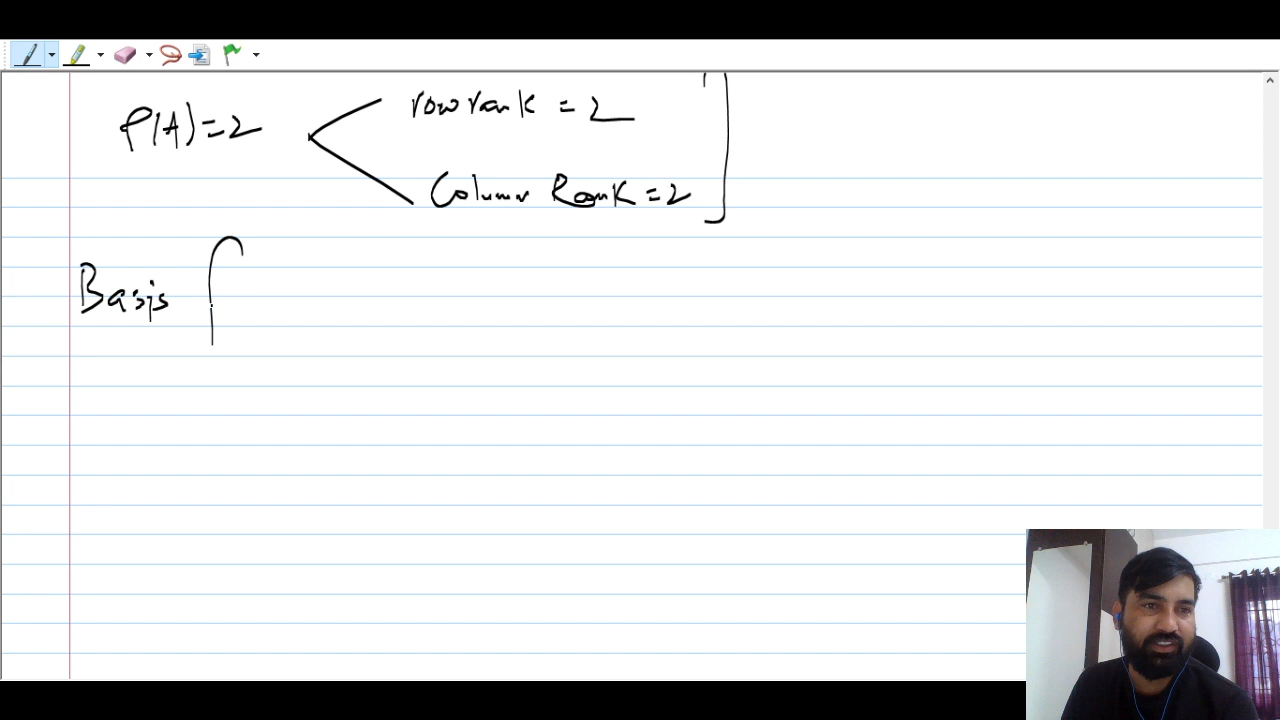 ρ(A)=2
row rank = 2
Column Rank = 2
Basis